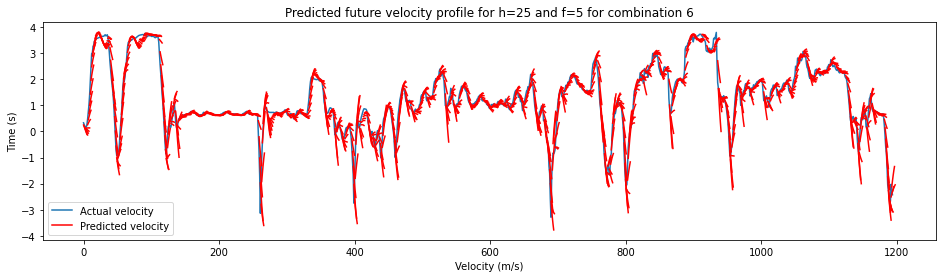 Predicted future velocity profile for h=25 and f=5 for combination 6
4
3
2
1
0
−1
−2
−3
−4
Time (s)
Actual velocity
Predicted velocity
0 200 400 600 800 1000 1200
Velocity (m/s)